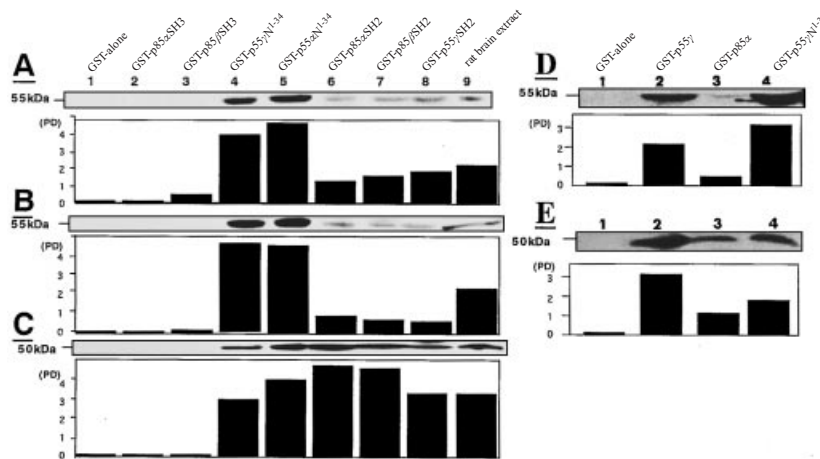 GST-alone GST-p85αSH3 GST-p85βSH3 GST-p55γN1-34 GST-p55αN1-34 GST-p85αSH2 GST-p85βSH2 GST-p55γSH2 rat brain extract
A 1 2 3 4 5 6 7 8 9
55kDa
(PD)
4
3
2
1
0
B
55kDa
(PD)
4
3
2
1
0
C
50kDa
(PD)
4
3
2
1
0
GST-alone GST-p55γ GST-p85α GST-p55γN1-3
D 1 2 3 4
55kDa
(PD)
3
2
1
0
E 1 2 3 4
50kDa
(PD)
3
2
1
0